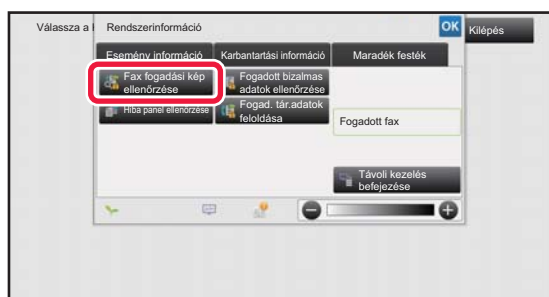 Válassza a
Rendszerinformáció
OK
Kilépés
Esemény információ
Karbantartási információ
Maradék festék
Fax fogadási kép
ellenőrzése
Fogadott bizalmas
adatok ellenőrzése
Hiba panel ellenőrzése
Fogad. tár.adatok
feloldása
Fogadott fax
Távoli kezelés
befejezése